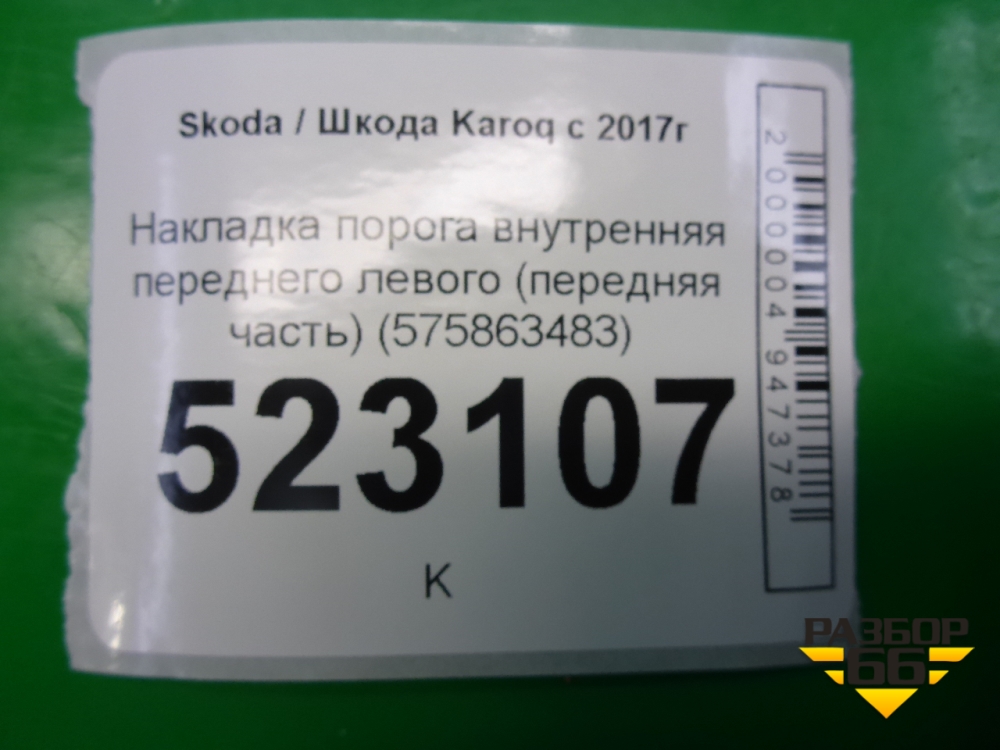 Skoda / Шкода Karoq с 2017г
Накладка порога внутренняя
переднего левого (передняя
часть) (575863483)
523107
К
2000004947378
РАЗБОР
66